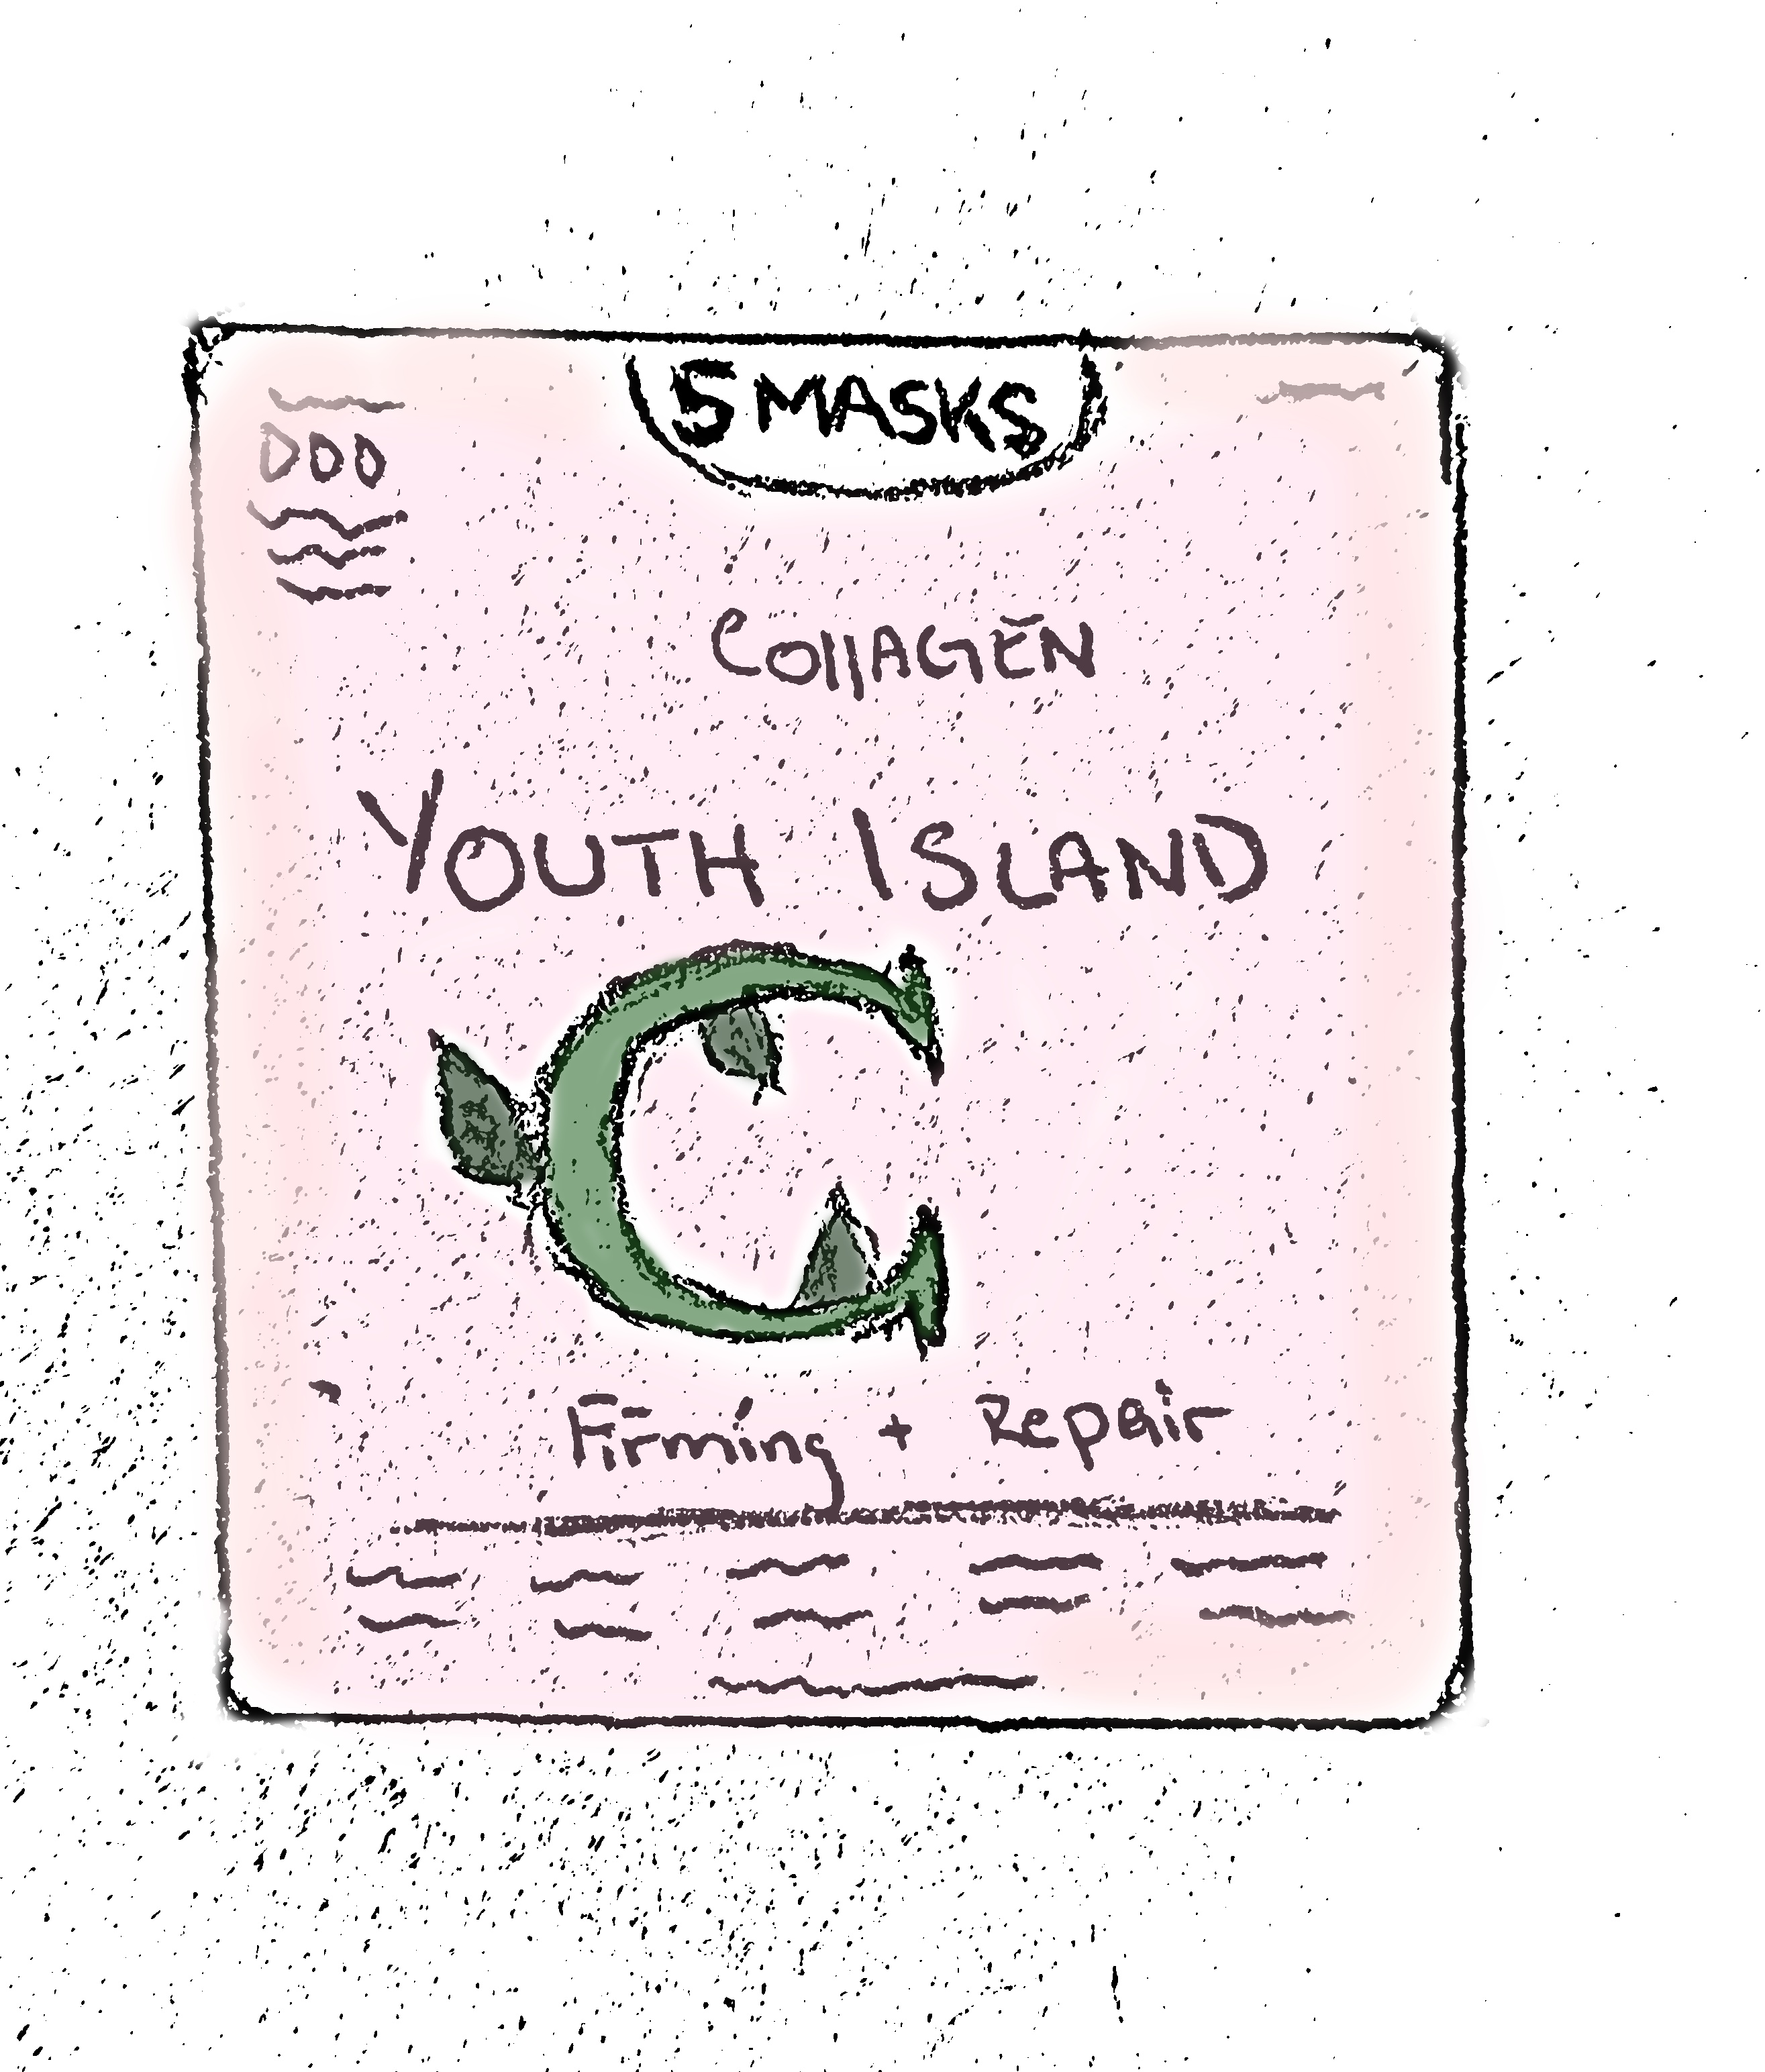 5 MASKS
COllAGEN
YOUTH ISLAND
C
Firming + Repair